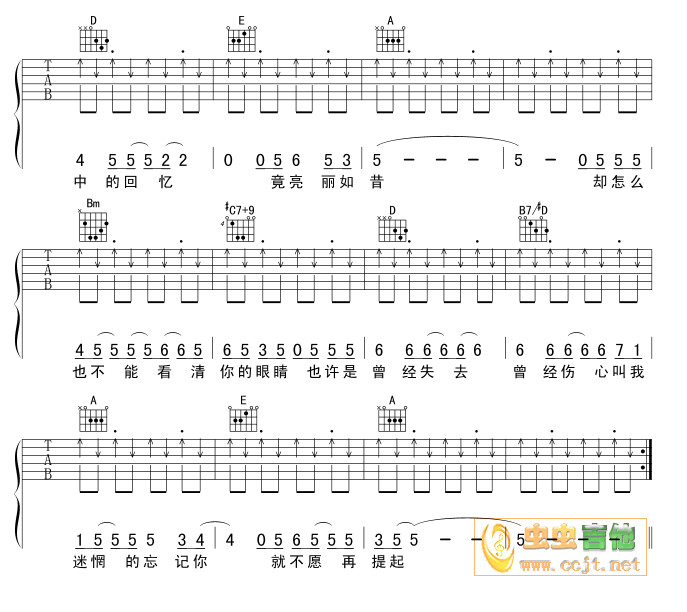 D E A
T A B
4 5 5 5 2 2 0 0 5 6 5 3 5 - - - 5 - 0 5 5 5
中 的 回 忆 竟 亮 丽 如 昔 却 怎 么
Bm #C7+9 D B7/#D
T A B
4 5 5 5 5 6 6 5 6 5 3 5 0 5 5 5 6 6 6 6 6 6 6 6 6 6 6 7 1
也 不 能 看 清 你 的 眼 睛 也 许 是 曾 经 失 去 曾 经 伤 心 叫 我
A E A
T A B
1 5 5 5 5 3 4 4 0 5 6 5 5 3 5 5 - - 5 - - -
迷 惘 的 忘 记 你 就 不 愿 再 提 起
虫虫吉他
www.ccjt.net